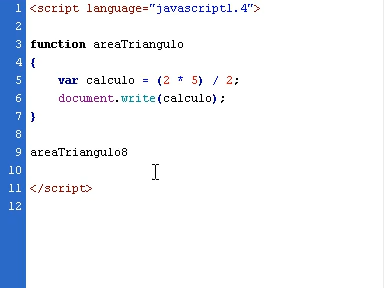 1 <script language="javascript1.4">
2
3 function areaTriangulo
4 {
5 var calculo = (2 * 5) / 2;
6 document.write(calculo);
7 }
8
9 areaTriangulo8
10
11 </script>
12